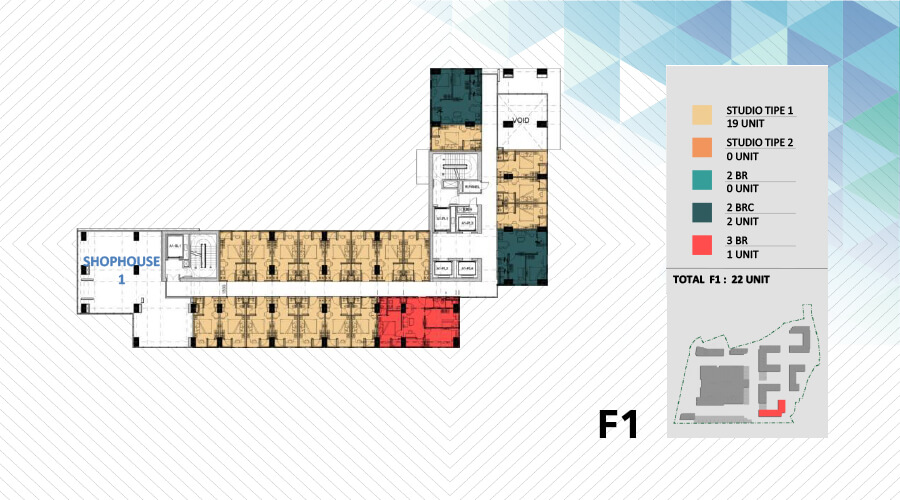 VOID
SHOPHOUSE
1
F1
STUDIO TIPE 1
19 UNIT
STUDIO TIPE 2
0 UNIT
2 BR
0 UNIT
2 BRC
2 UNIT
3 BR
1 UNIT
TOTAL F1 : 22 UNIT